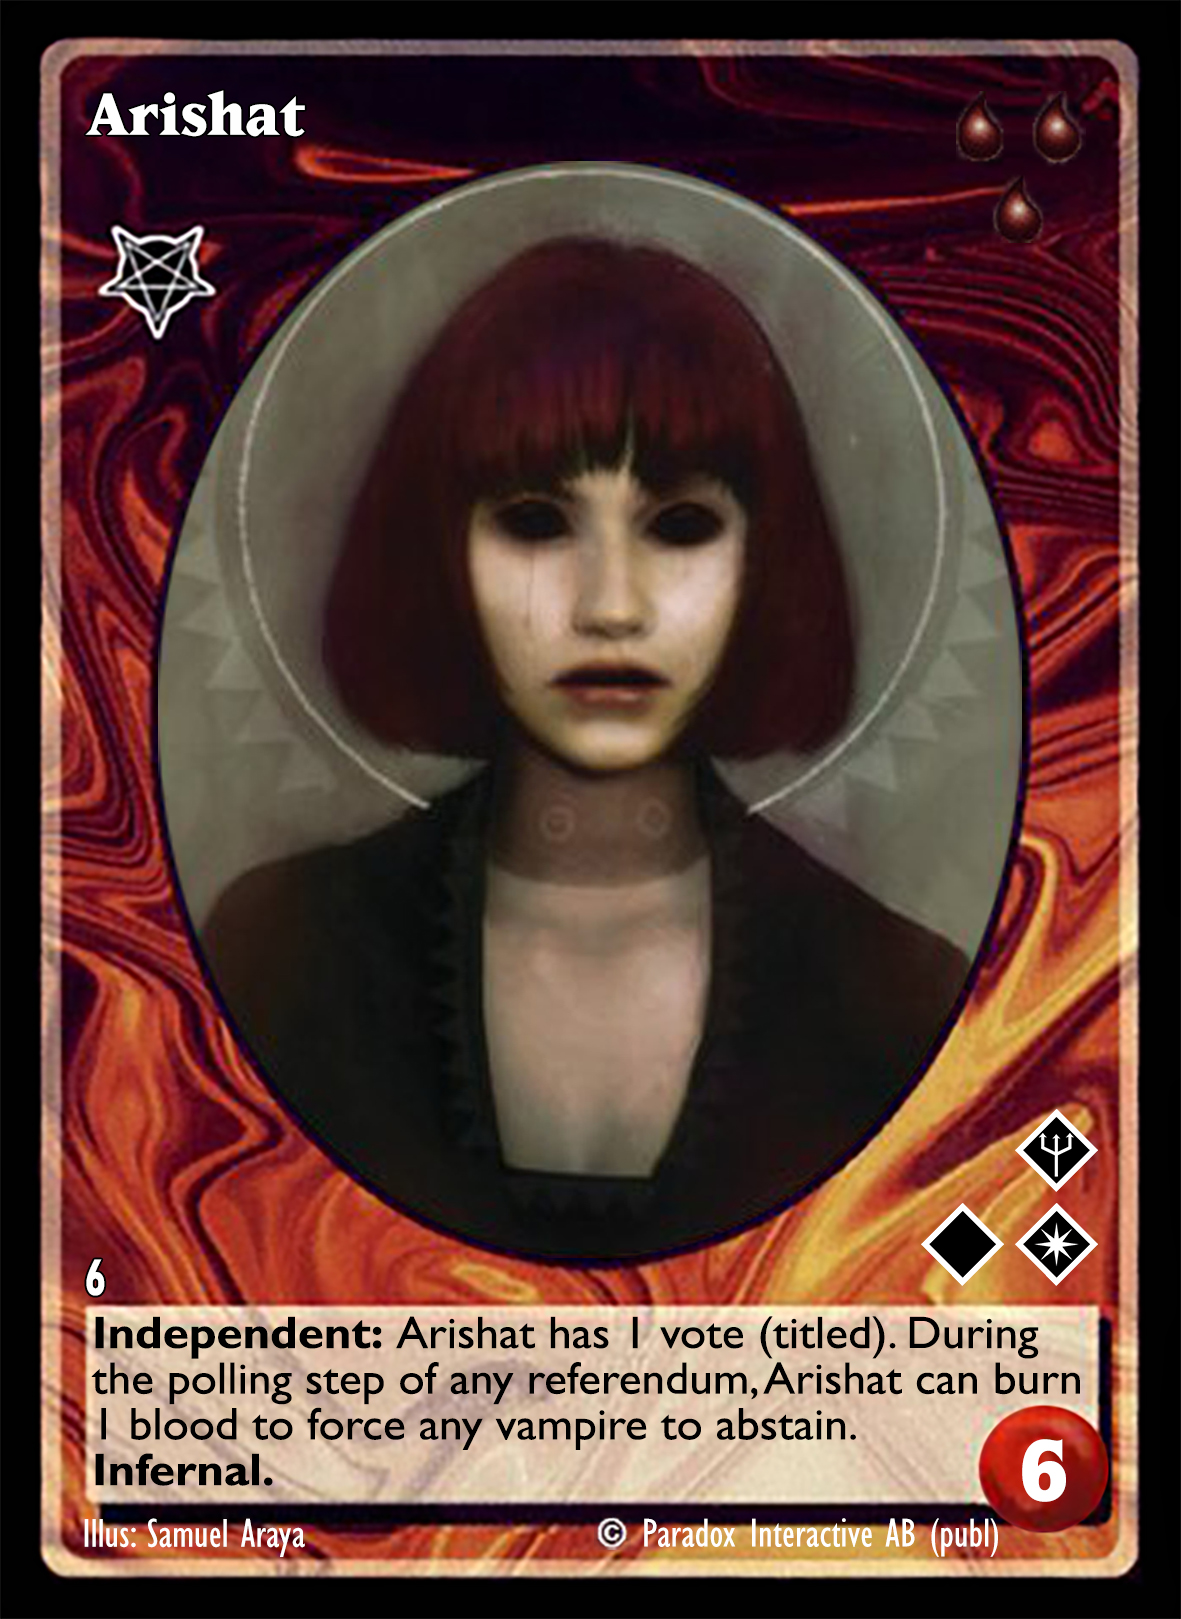 Arishat
6
Independent: Arishat has 1 vote (titled). During
the polling step of any referendum, Arishat can burn
1 blood to force any vampire to abstain.
Infernal.
6
Illus: Samuel Araya © Paradox Interactive AB (publ)